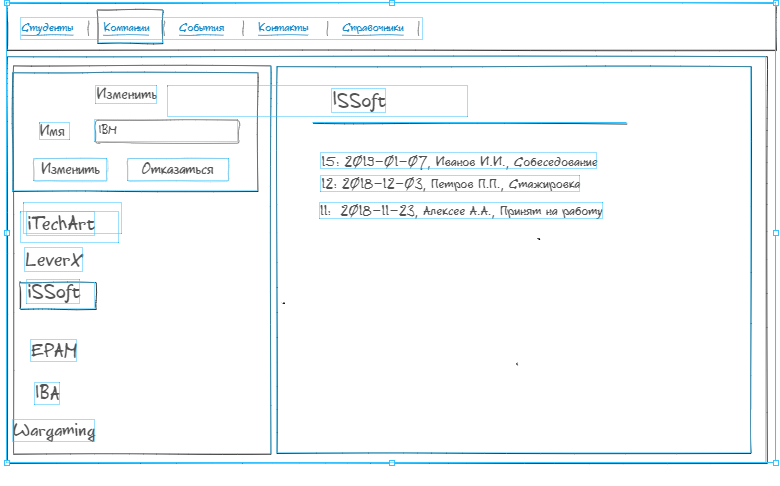 Студенты | Компании | События | Контакты | Справочники |
Изменить
Имя IBM
Изменить Отказаться
iTechArt
LeverX
iSSoft
EPAM
IBA
Wargaming
ISSoft
15: 2019-01-07, Иванов И.И., Собеседование
12: 2018-12-03, Петров П.П., Стажировка
11: 2018-11-23, Алексее А.А., Принят на работу